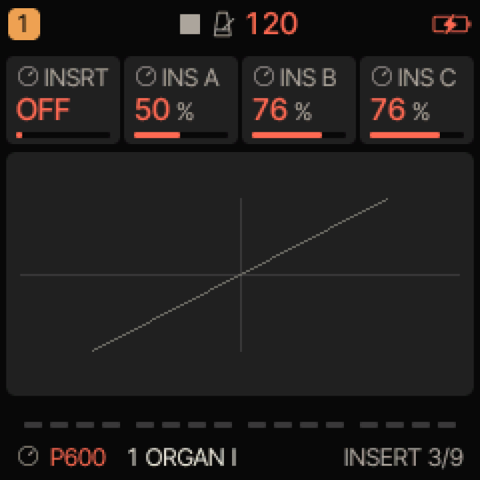 1 120
INSRT INS A INS B INS C
OFF 50 % 76 % 76 %
P600 1 ORGAN I INSERT 3/9